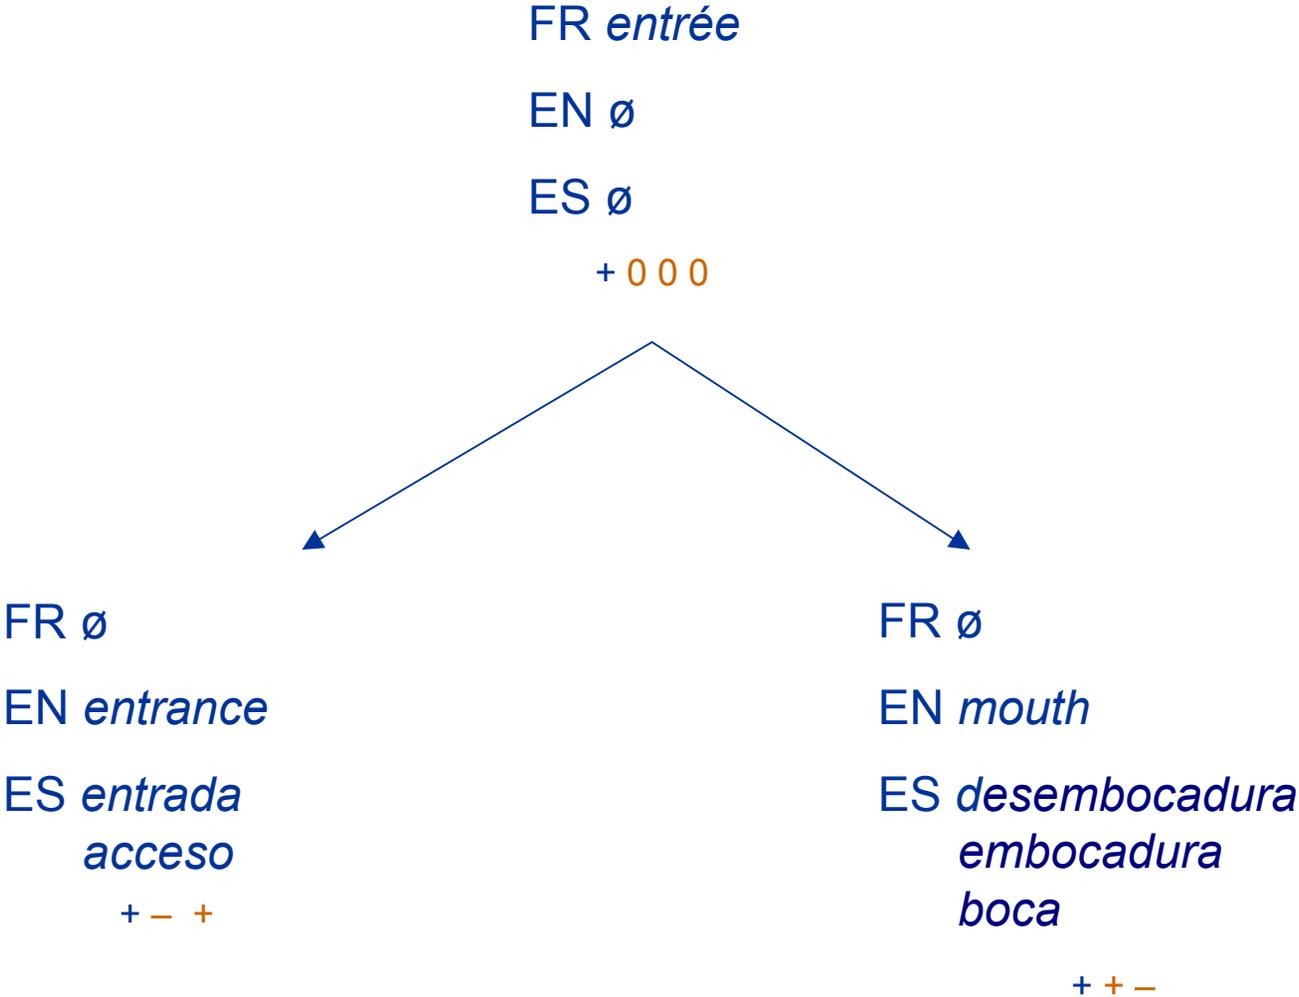 FR entrée
EN ø
ES ø
+ 0 0 0
FR ø
EN entrance
ES entrada
acceso
+ – +
FR ø
EN mouth
ES desembocadura
embocadura
boca
+ + –